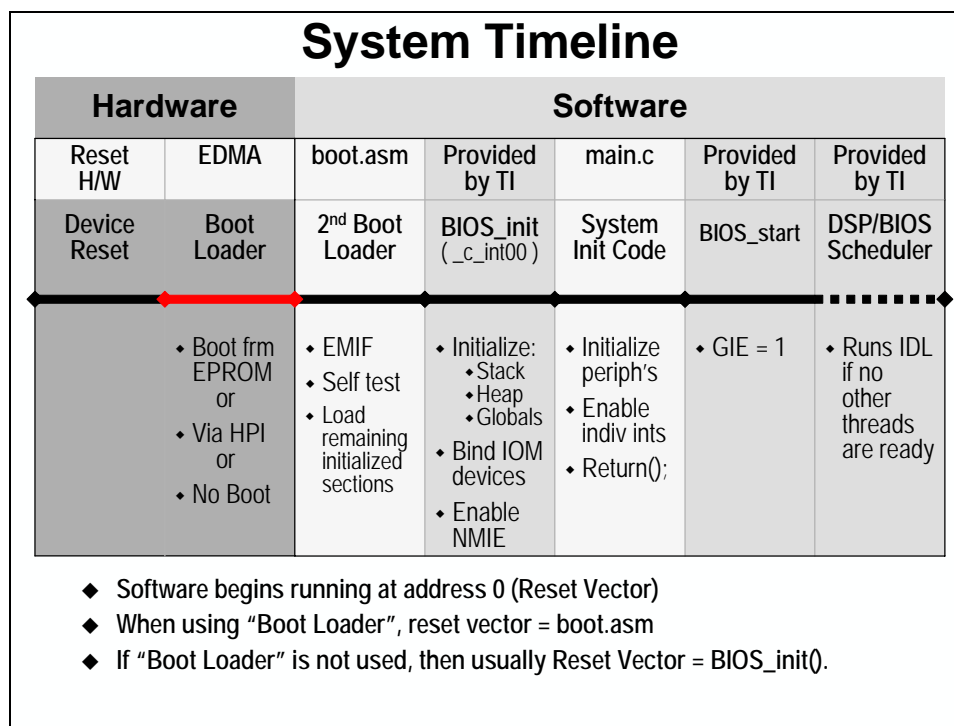 System Timeline
Hardware
Software
Reset
H/W
EDMA
boot.asm
Provided
by TI
main.c
Provided
by TI
Provided
by TI
Device
Reset
Boot
Loader
2nd Boot
Loader
BIOS_init
( _c_int00 )
System
Init Code
BIOS_start
DSP/BIOS
Scheduler
◆ Boot frm
EPROM
or
◆ Via HPI
or
◆ No Boot
◆ EMIF
◆ Self test
◆ Load
remaining
initialized
sections
◆ Initialize:
◆ Stack
◆ Heap
◆ Globals
◆ Bind IOM
devices
◆ Enable
NMIE
◆ Initialize
periph's
◆ Enable
indiv ints
◆ Return();
◆ GIE = 1
◆ Runs IDL
if no
other
threads
are ready
◆ Software begins running at address 0 (Reset Vector)
◆ When using “Boot Loader”, reset vector = boot.asm
◆ If “Boot Loader” is not used, then usually Reset Vector = BIOS_init().